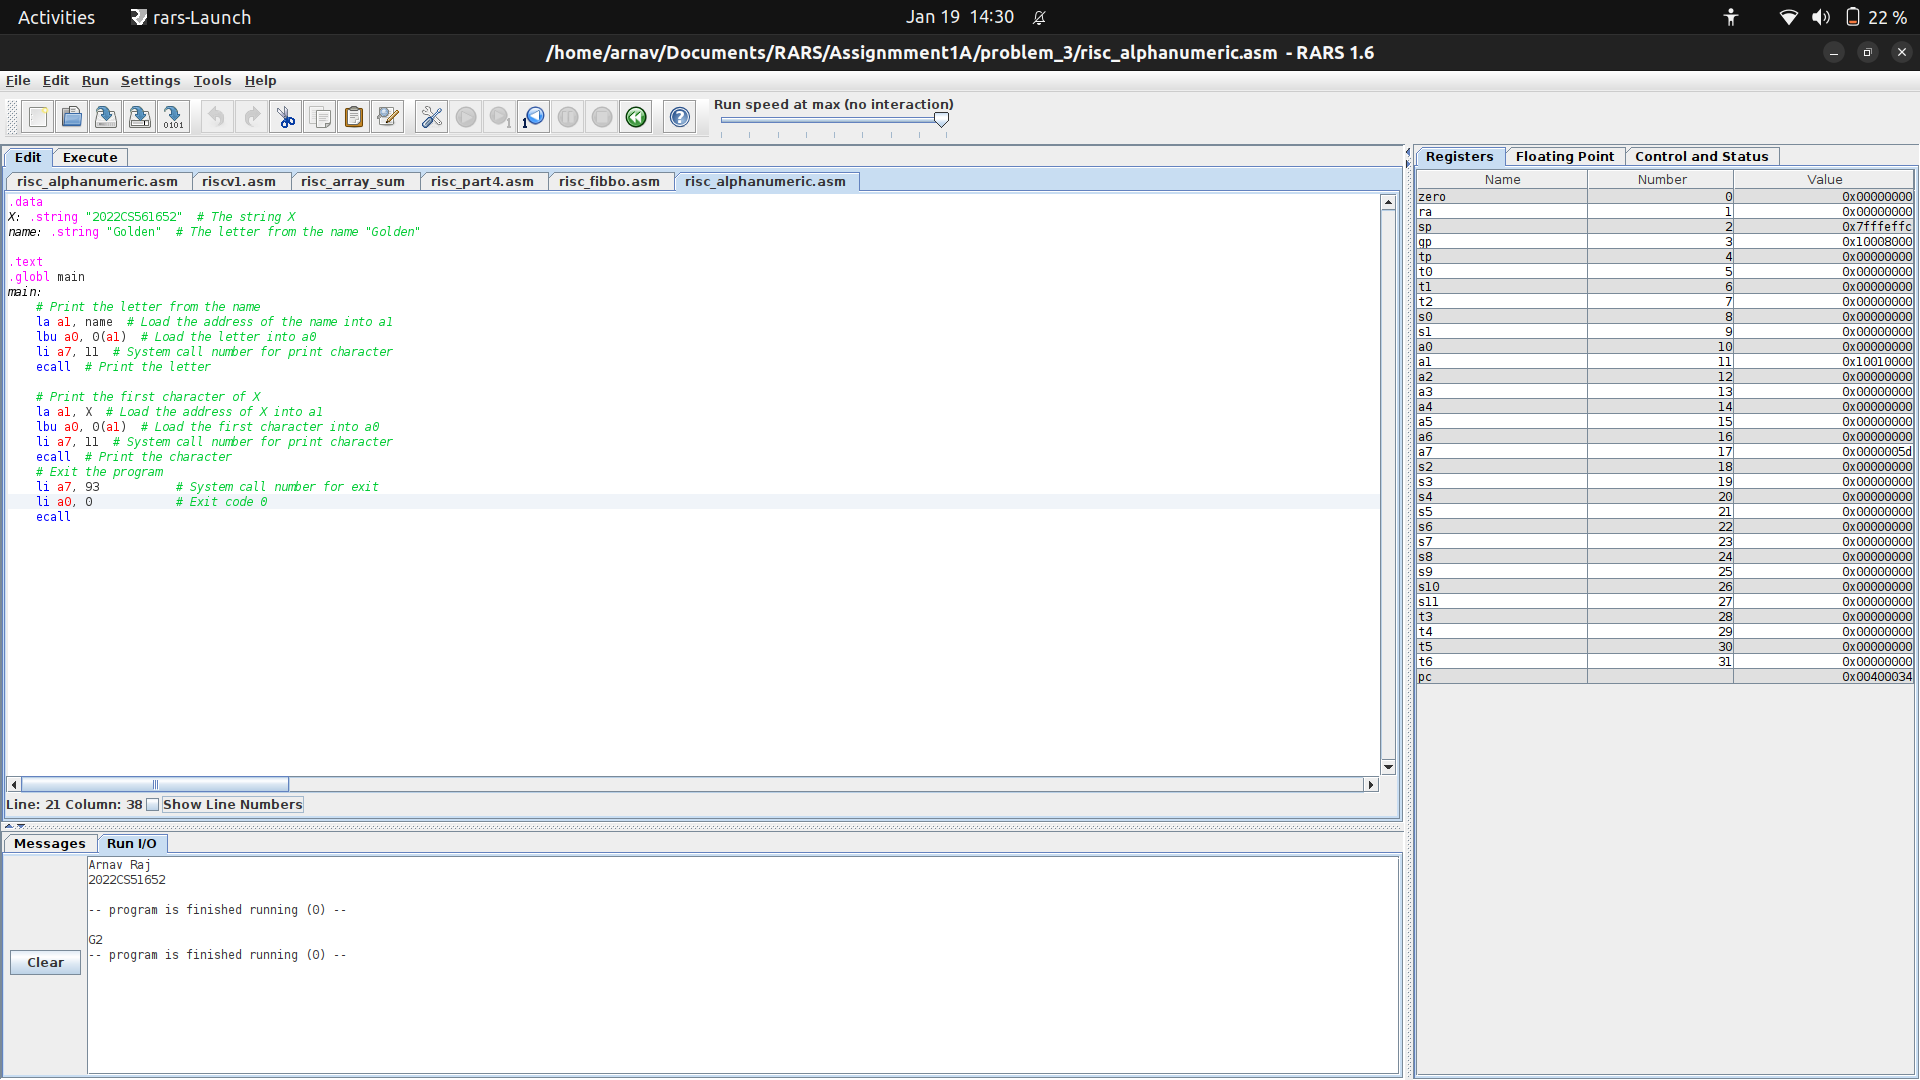 Activities rars-Launch Jan 19 14:30 22 %
/home/arnav/Documents/RARS/Assignmment1A/problem_3/risc_alphanumeric.asm - RARS 1.6
File Edit Run Settings Tools Help
Run speed at max (no interaction)
Edit Execute
risc_alphanumeric.asm riscv1.asm risc_array_sum risc_part4.asm risc_fibbo.asm risc_alphanumeric.asm
.data
X: .string "2022CS561652" # The string X
name: .string "Golden" # The letter from the name "Golden"
.text
.globl main
main:
# Print the letter from the name
la a1, name # Load the address of the name into a1
lbu a0, 0(a1) # Load the letter into a0
li a7, 11 # System call number for print character
ecall # Print the letter
# Print the first character of X
la a1, X # Load the address of X into a1
lbu a0, 0(a1) # Load the first character into a0
li a7, 11 # System call number for print character
ecall # Print the character
# Exit the program
li a7, 93 # System call number for exit
li a0, 0 # Exit code 0
ecall
Line: 21 Column: 38 Show Line Numbers
Messages Run I/O
Clear
Arnav Raj
2022CS51652
-- program is finished running (0) --
G2
-- program is finished running (0) --
Registers Floating Point Control and Status
Name Number Value
zero 0 0x00000000
ra 1 0x00000000
sp 2 0x7fffeffc
gp 3 0x10008000
tp 4 0x00000000
t0 5 0x00000000
t1 6 0x00000000
t2 7 0x00000000
s0 8 0x00000000
s1 9 0x00000000
a0 10 0x00000000
a1 11 0x10010000
a2 12 0x00000000
a3 13 0x00000000
a4 14 0x00000000
a5 15 0x00000000
a6 16 0x00000000
a7 17 0x0000005d
s2 18 0x00000000
s3 19 0x00000000
s4 20 0x00000000
s5 21 0x00000000
s6 22 0x00000000
s7 23 0x00000000
s8 24 0x00000000
s9 25 0x00000000
s10 26 0x00000000
s11 27 0x00000000
t3 28 0x00000000
t4 29 0x00000000
t5 30 0x00000000
t6 31 0x00000000
pc 0x00400034